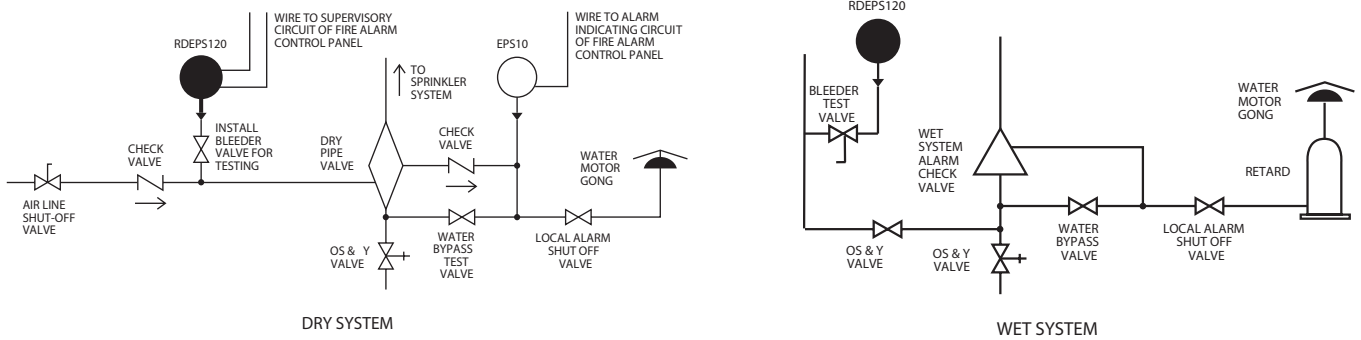 RDEPS120
WIRE TO SUPERVISORY
CIRCUIT OF FIRE ALARM
CONTROL PANEL
EPS10
WIRE TO ALARM
INDICATING CIRCUIT
OF FIRE ALARM
CONTROL PANEL
TO
SPRINKLER
SYSTEM
INSTALL
BLEEDER
VALVE FOR
TESTING
CHECK
VALVE
DRY
PIPE
VALVE
CHECK
VALVE
WATER
MOTOR
GONG
AIR LINE
SHUT-OFF
VALVE
OS & Y
VALVE
WATER
BYPASS
TEST
VALVE
LOCAL ALARM
SHUT OFF
VALVE
DRY SYSTEM
RDEPS120
BLEEDER
TEST
VALVE
WET
SYSTEM
ALARM
CHECK
VALVE
WATER
MOTOR
GONG
RETARD
OS & Y
VALVE
OS & Y
VALVE
WATER
BYPASS
VALVE
LOCAL ALARM
SHUT OFF
VALVE
WET SYSTEM